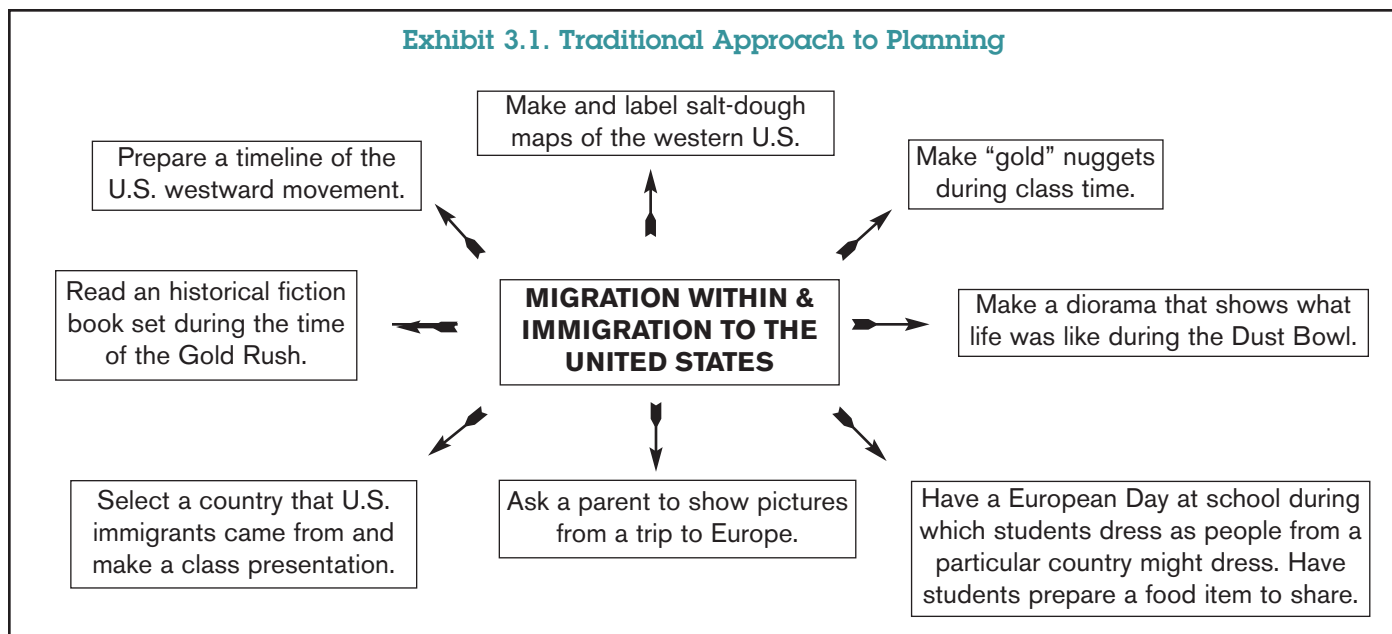 Exhibit 3.1. Traditional Approach to Planning
Make and label salt-dough
maps of the western U.S.
Prepare a timeline of the
U.S. westward movement.
Make “gold” nuggets
during class time.
Read an historical fiction
book set during the time
of the Gold Rush.
MIGRATION WITHIN &
IMMIGRATION TO THE
UNITED STATES
Make a diorama that shows what
life was like during the Dust Bowl.
Select a country that U.S.
immigrants came from and
make a class presentation.
Ask a parent to show pictures
from a trip to Europe.
Have a European Day at school during
which students dress as people from a
particular country might dress. Have
students prepare a food item to share.